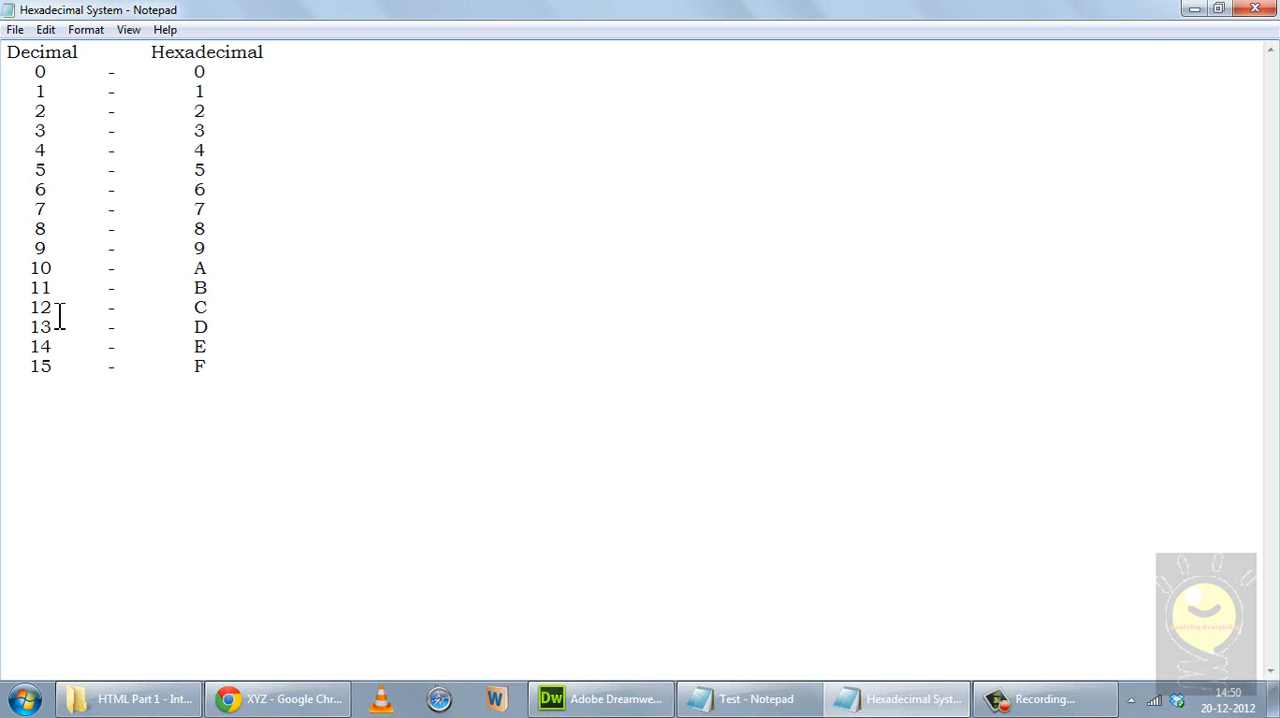 Hexadecimal System - Notepad
File Edit Format View Help
Decimal Hexadecimal
0 - 0
1 - 1
2 - 2
3 - 3
4 - 4
5 - 5
6 - 6
7 - 7
8 - 8
9 - 9
10 - A
11 - B
12 - C
13 - D
14 - E
15 - F
HTML Part 1 - Int... XYZ - Google Chr... W Dw Adobe Dreamwe... Test - Notepad Hexadecimal Syst... Recording... 14:50
20-12-2012